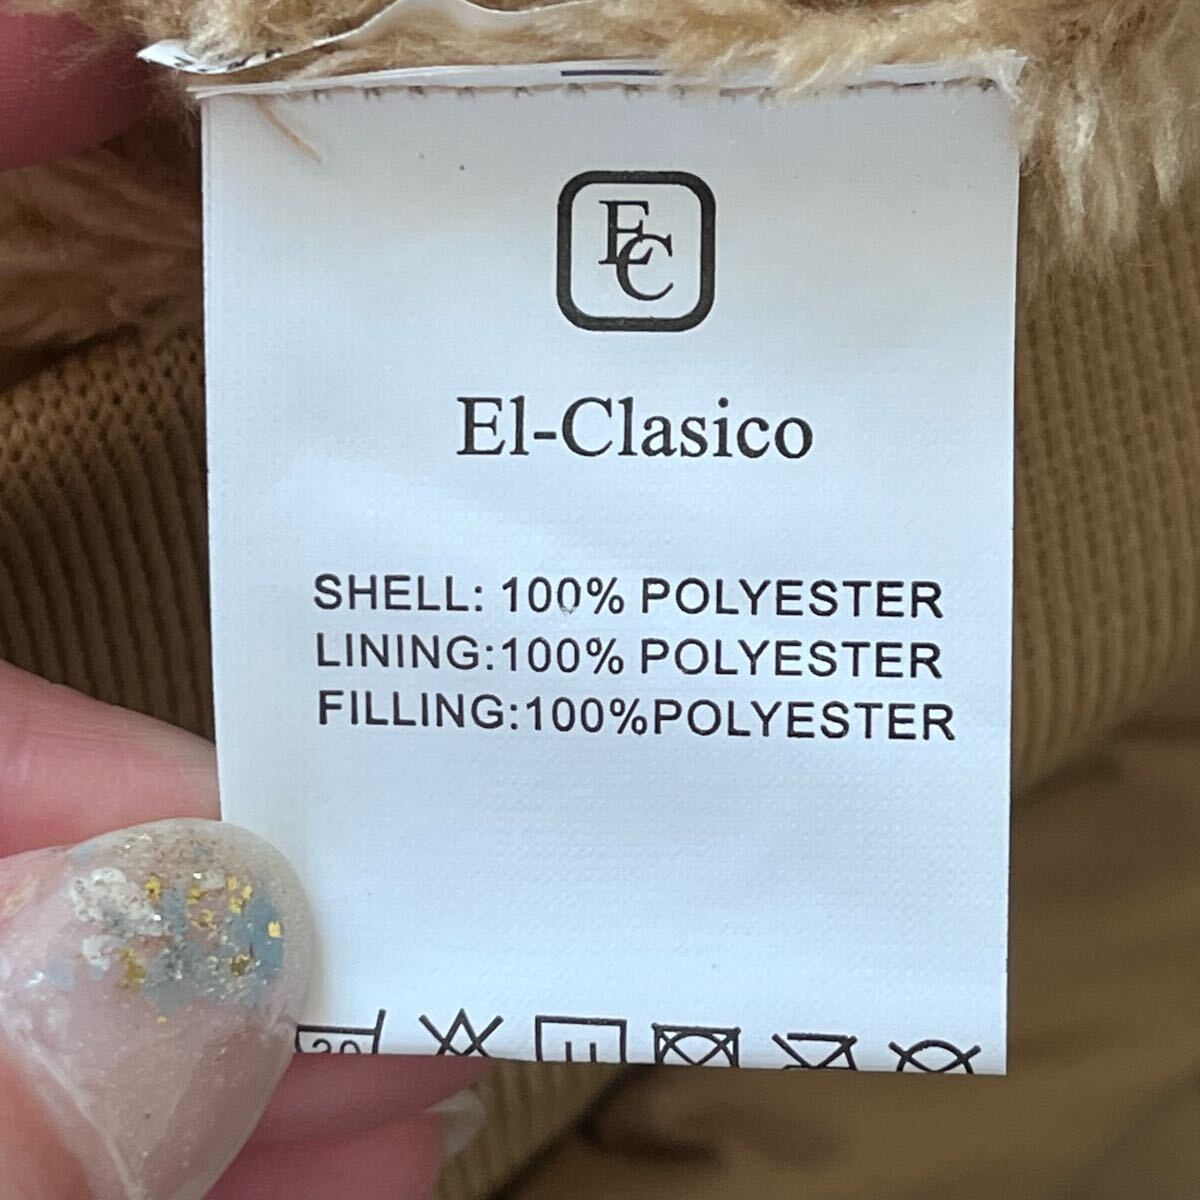 EC
El-Clasico
SHELL: 100% POLYESTER
LINING:100% POLYESTER
FILLING:100%POLYESTER